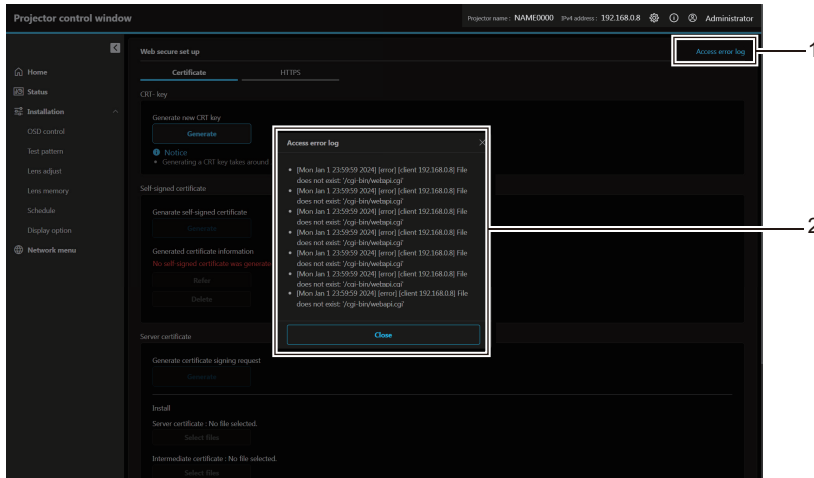 Projector control window
Projector name : NAME0000 IPv4 address : 192.168.0.8 Administrator
Web secure set up
Access error log
1
Home
Certificate HTTPS
Status
CRT- key
Installation
Generate new CRT key
OSD control
Generate
Test pattern
Notice
Lens adjust
• Generating a CRT key takes around
Lens memory
Self-signed certificate
Schedule
Genarate self-signed certificate
Display option
Generate
Network menu
Generated certificate information
No self-signed certificate was generate
Refer
Delete
Access error log
• [Mon Jan 1 23:59:59 2024] [error] [client 192.168.0.8] File
does not exist: '/cgi-bin/webapi.cgi'
• [Mon Jan 1 23:59:59 2024] [error] [client 192.168.0.8] File
does not exist: '/cgi-bin/webapi.cgi'
• [Mon Jan 1 23:59:59 2024] [error] [client 192.168.0.8] File
does not exist: '/cgi-bin/webapi.cgi'
• [Mon Jan 1 23:59:59 2024] [error] [client 192.168.0.8] File
does not exist: '/cgi-bin/webapi.cgi'
• [Mon Jan 1 23:59:59 2024] [error] [client 192.168.0.8] File
does not exist: '/cgi-bin/webapi.cgi'
• [Mon Jan 1 23:59:59 2024] [error] [client 192.168.0.8] File
does not exist: '/cgi-bin/webapi.cgi'
• [Mon Jan 1 23:59:59 2024] [error] [client 192.168.0.8] File
does not exist: '/cgi-bin/webapi.cgi'
Close
2
Server certificate
Generate certificate signing request
Generate
Install
Server certificate : No file selected.
Select files
Intermediate certificate : No file selected.
Select files